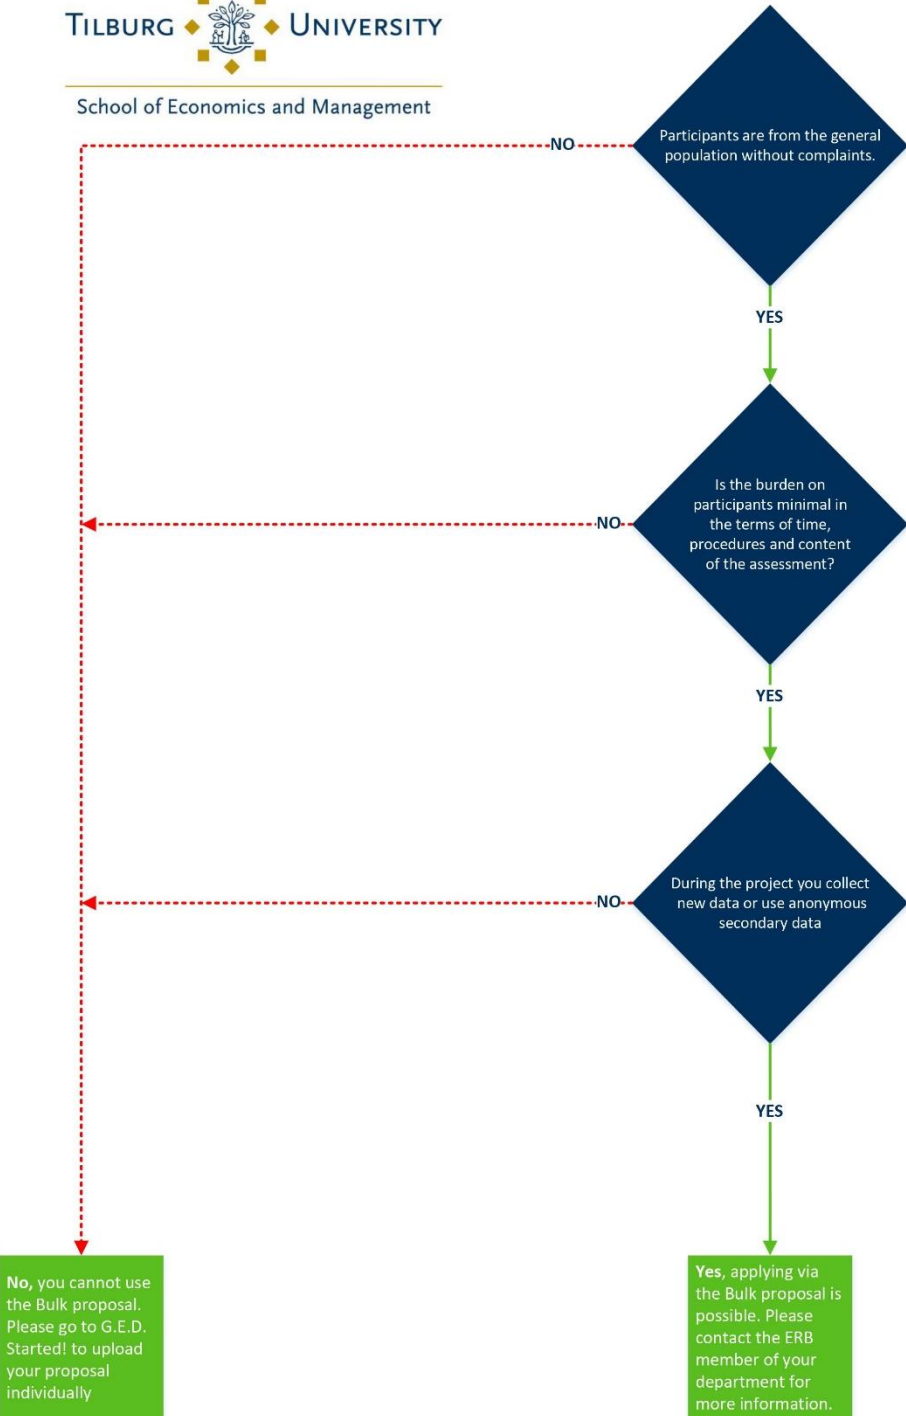 TILBURG UNIVERSITY
School of Economics and Management
Participants are from the general
population without complaints.
NO
YES
Is the burden on
participants minimal in
the terms of time,
procedures and content
of the assessment?
NO
YES
During the project you collect
new data or use anonymous
secondary data
NO
YES
No, you cannot use
the Bulk proposal.
Please go to G.E.D.
Started! to upload
your proposal
individually
Yes, applying via
the Bulk proposal is
possible. Please
contact the ERB
member of your
department for
more information.